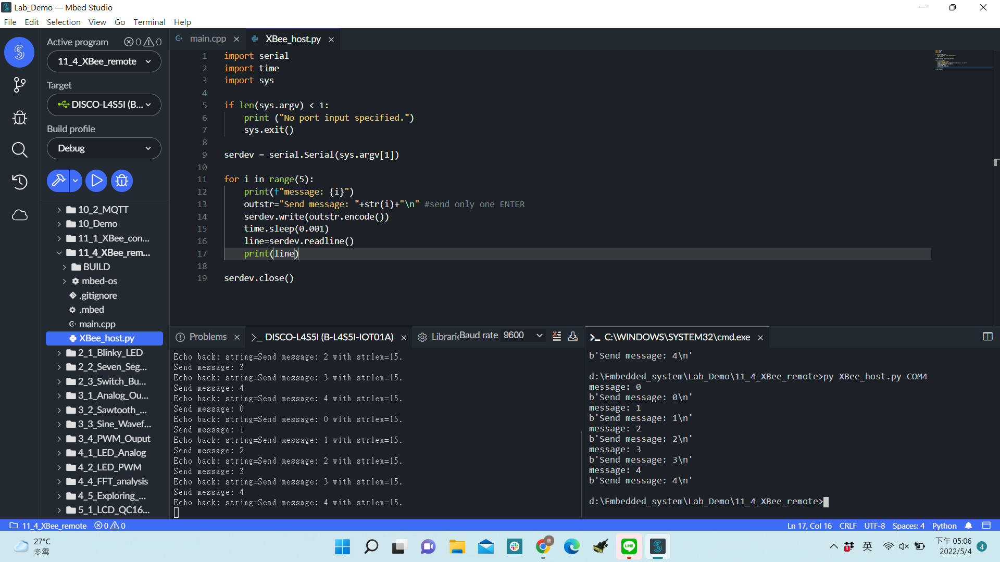 Lab_Demo — Mbed Studio
File Edit Selection View Go Terminal Help
Active program 0 0
11_4_XBee_remote
Target
DISCO-L4S5I (B...
Build profile
Debug
10_2_MQTT
10_Demo
11_1_XBee_con...
11_4_XBee_rem...
BUILD
mbed-os
.gitignore
.mbed
main.cpp
XBee_host.py
2_1_Blinky_LED
2_2_Seven_Seg...
2_3_Switch_Bu...
3_1_Analog_Ou...
3_2_Sawtooth_...
3_3_Sine_Wavef...
3_4_PWM_Ouput
4_1_LED_Analog
4_2_LED_PWM
4_4_FFT_analysis
4_5_Exploring_...
5_1_LCD_QC16...
main.cpp XBee_host.py
1 import serial
2 import time
3 import sys
4
5 if len(sys.argv) < 1:
6 print ("No port input specified.")
7 sys.exit()
8
9 serdev = serial.Serial(sys.argv[1])
10
11 for i in range(5):
12 print(f"message: {i}")
13 outstr="Send message: "+str(i)+"\n" #send only one ENTER
14 serdev.write(outstr.encode())
15 time.sleep(0.001)
16 line=serdev.readline()
17 print(line)
18
19 serdev.close()
Problems DISCO-L4S5I (B-L4S5I-IOT01A) Librarie Baud rate 9600
Echo back: string=Send message: 2 with strlen=15.
Send message: 3
Echo back: string=Send message: 3 with strlen=15.
Send message: 4
Echo back: string=Send message: 4 with strlen=15.
Send message: 0
Echo back: string=Send message: 0 with strlen=15.
Send message: 1
Echo back: string=Send message: 1 with strlen=15.
Send message: 2
Echo back: string=Send message: 2 with strlen=15.
Send message: 3
Echo back: string=Send message: 3 with strlen=15.
Send message: 4
Echo back: string=Send message: 4 with strlen=15.
C:\WINDOWS\SYSTEM32\cmd.exe
b'Send message: 4\n'
d:\Embedded_system\Lab_Demo\11_4_XBee_remote>py XBee_host.py COM4
message: 0
b'Send message: 0\n'
message: 1
b'Send message: 1\n'
message: 2
b'Send message: 2\n'
message: 3
b'Send message: 3\n'
message: 4
b'Send message: 4\n'
d:\Embedded_system\Lab_Demo\11_4_XBee_remote>
11_4_XBee_remote 0 0
Ln 17, Col 16 CRLF UTF-8 Spaces: 4 Python
27°C
多雲
LINE
1
英
下午 05:06
2022/5/4
4